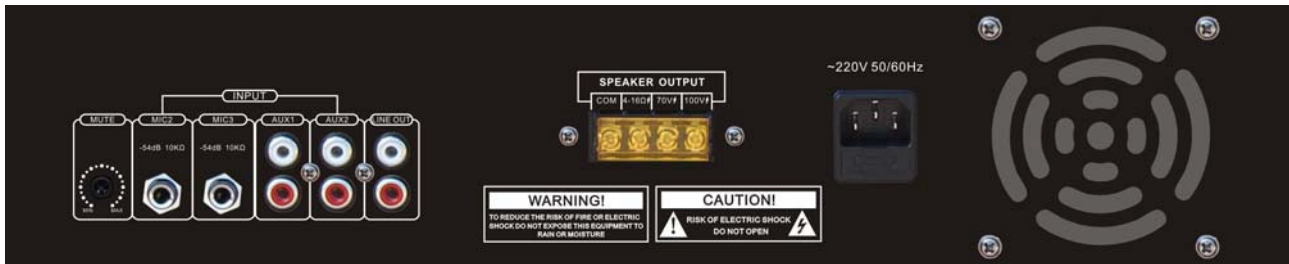 SPEAKER OUTPUT
~220V 50/60Hz
COM 4-16Ω 70V 100V
INPUT
MUTE MIC2 MIC3 AUX1 AUX2 LINE OUT
-54dB 10KΩ -54dB 10KΩ
MIN MAX
WARNING!
TO REDUCE THE RISK OF FIRE OR ELECTRIC
SHOCK DO NOT EXPOSE THIS EQUIPMENT TO
RAIN OR MOISTURE
CAUTION!
RISK OF ELECTRIC SHOCK
DO NOT OPEN